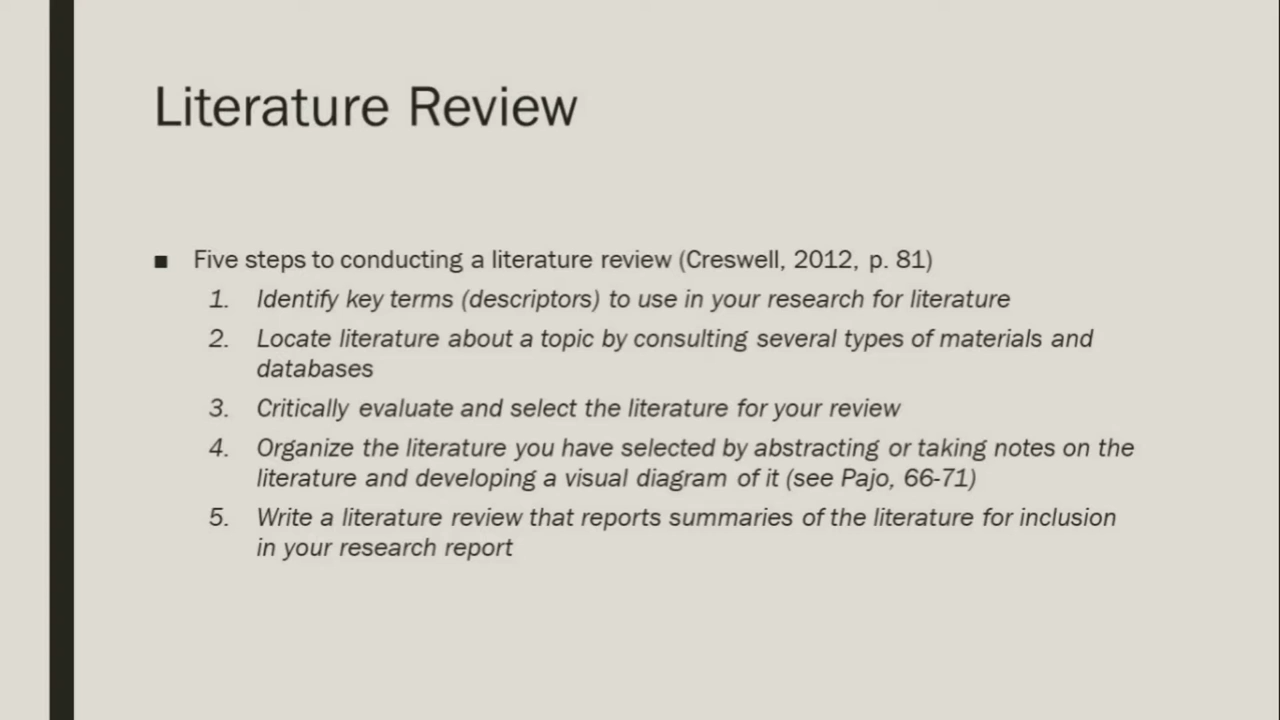 Literature Review
■ Five steps to conducting a literature review (Creswell, 2012, p. 81)
1. Identify key terms (descriptors) to use in your research for literature
2. Locate literature about a topic by consulting several types of materials and
databases
3. Critically evaluate and select the literature for your review
4. Organize the literature you have selected by abstracting or taking notes on the
literature and developing a visual diagram of it (see Pajo, 66-71)
5. Write a literature review that reports summaries of the literature for inclusion
in your research report